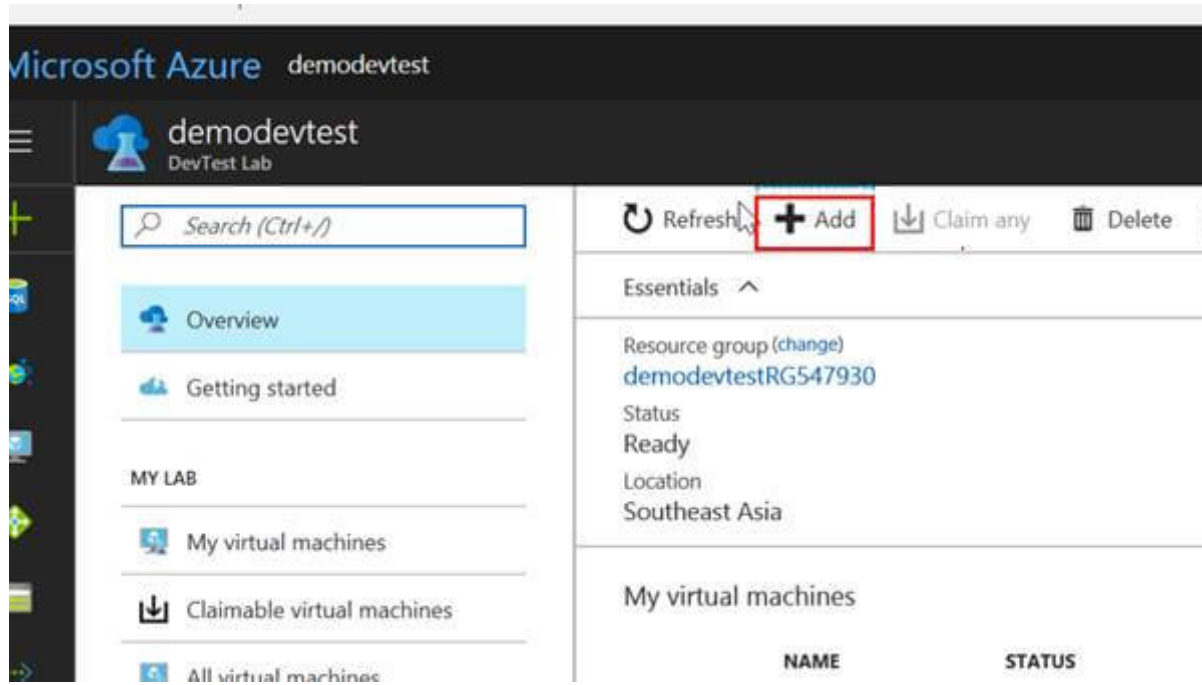 Microsoft Azure demodevtest
demodevtest
DevTest Lab
Search (Ctrl+/)
Refresh Add Claim any Delete
Essentials
Overview
Resource group (change)
demodevtestRG547930
Getting started
Status
Ready
MY LAB
Location
Southeast Asia
My virtual machines
Claimable virtual machines
My virtual machines
All virtual machines
NAME STATUS